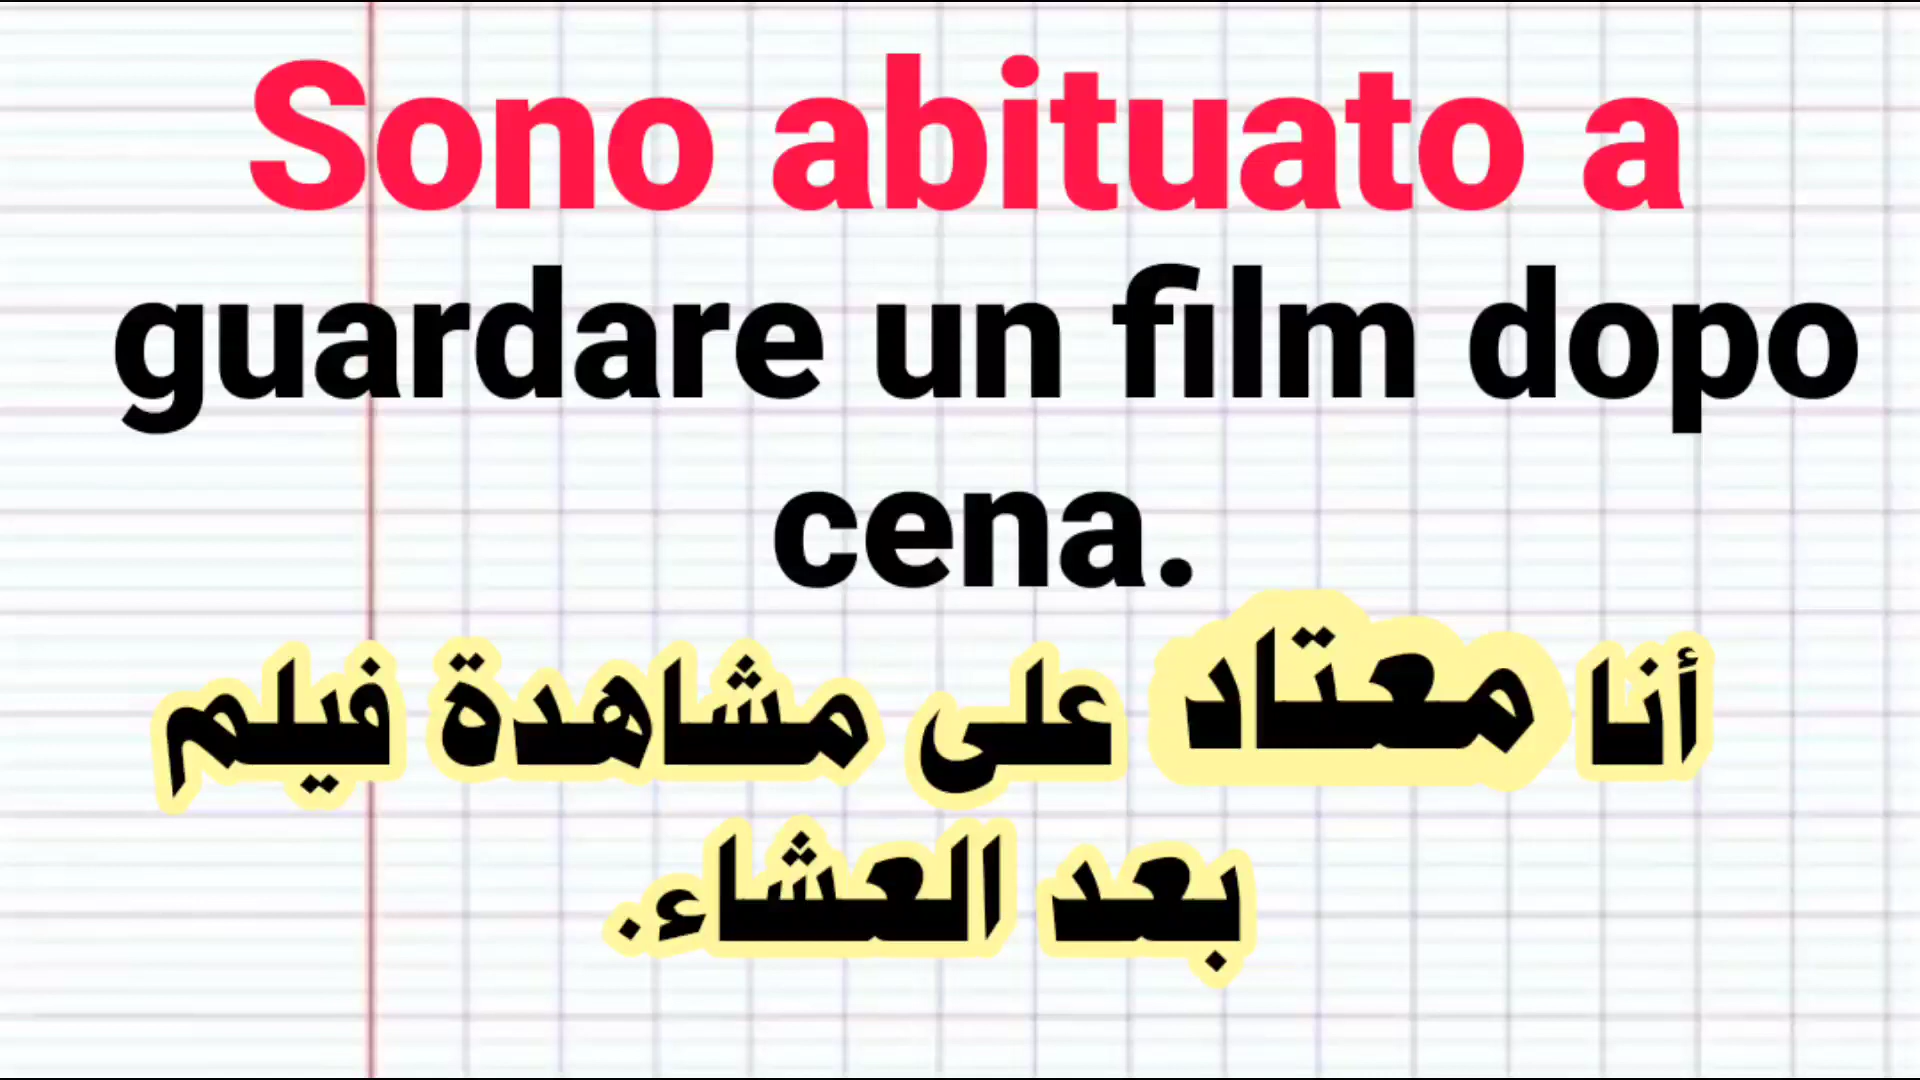 Sono abituato a
guardare un film dopo
cena.
أنا معتاد على مشاهدة فيلم
بعد العشاء.